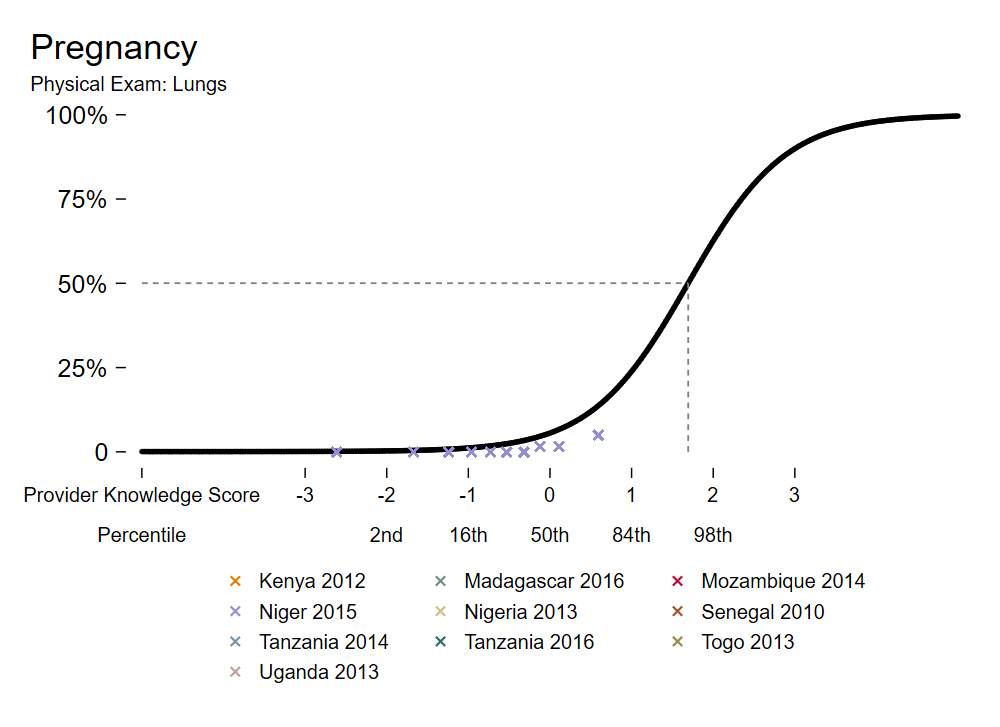 Pregnancy
Physical Exam: Lungs
100%
75%
50%
25%
0
Provider Knowledge Score -3 -2 -1 0 1 2 3
Percentile 2nd 16th 50th 84th 98th
Kenya 2012 Madagascar 2016 Mozambique 2014
Niger 2015 Nigeria 2013 Senegal 2010
Tanzania 2014 Tanzania 2016 Togo 2013
Uganda 2013